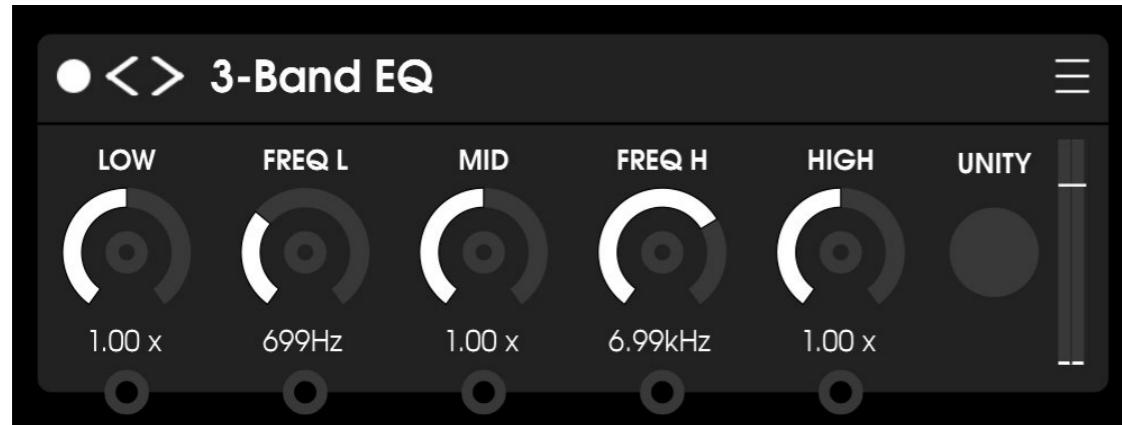 3-Band EQ
LOW FREQ L MID FREQ H HIGH UNITY
1.00 x 699Hz 1.00 x 6.99kHz 1.00 x